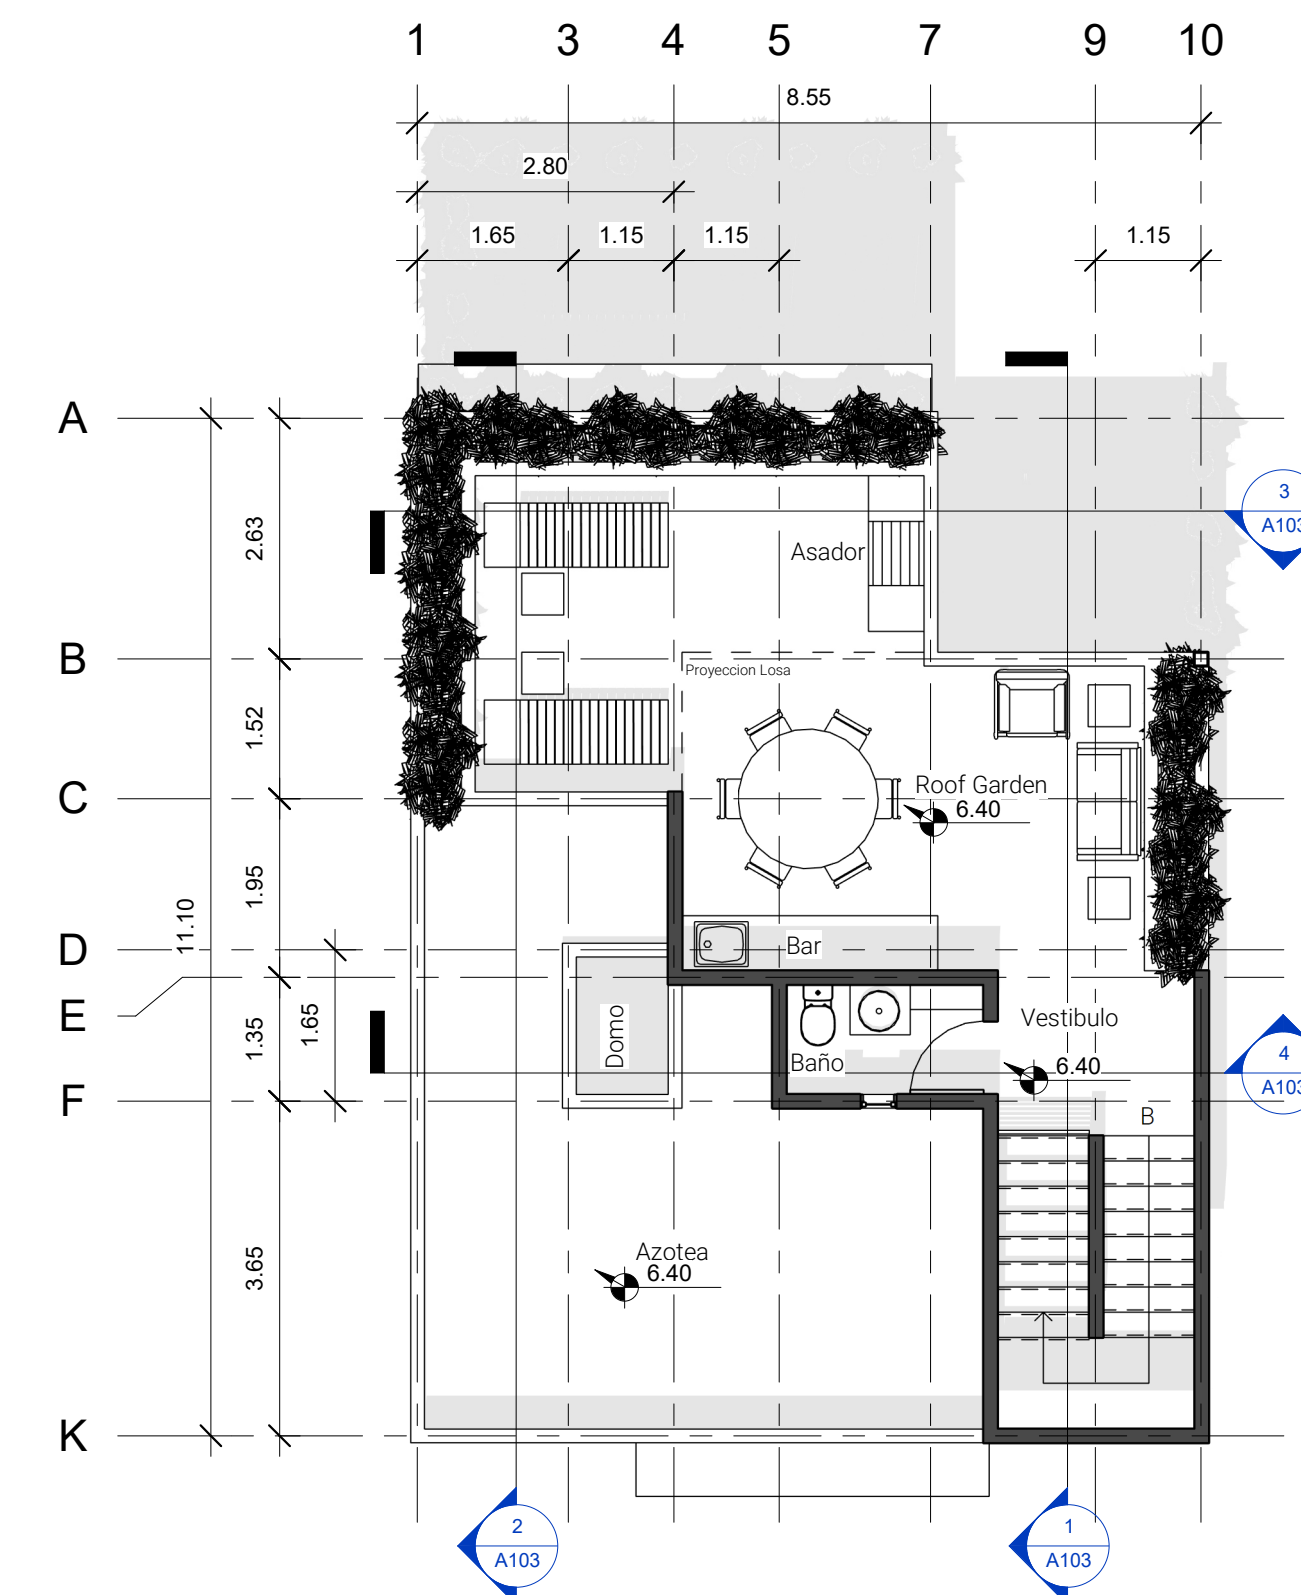 1 3 4 5 7 9 10
8.55
2.80
1.65 1.15 1.15 1.15
A
3
A103
2.63
Asador
B
Proyeccion Losa
1.52
C
Roof Garden
6.40
1.95
11.10
D
Bar
E
1.35
1.65
Domo
Vestibulo
6.40
Baño
4
A103
F
B
3.65
Azotea
6.40
K
2
A103
1
A103